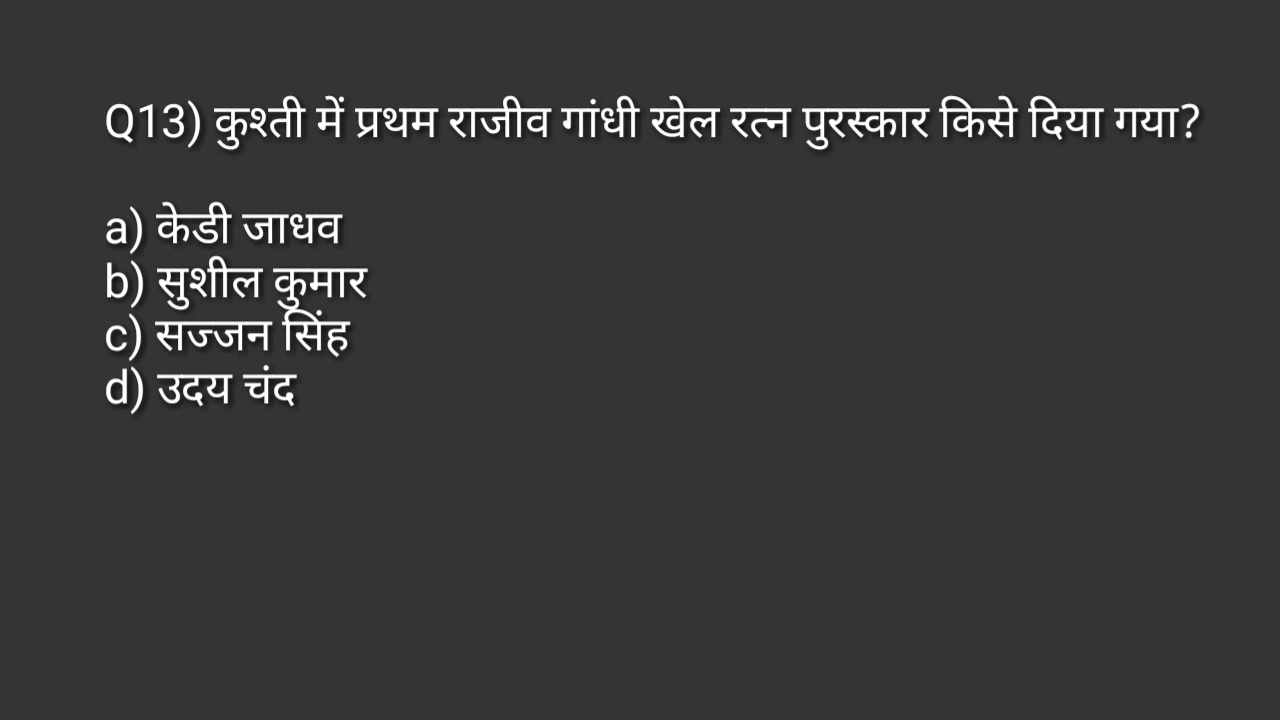 Q13) कुश्ती में प्रथम राजीव गांधी खेल रत्न पुरस्कार किसे दिया गया?
a) केडी जाधव
b) सुशील कुमार
c) सज्जन सिंह
d) उदय चंद